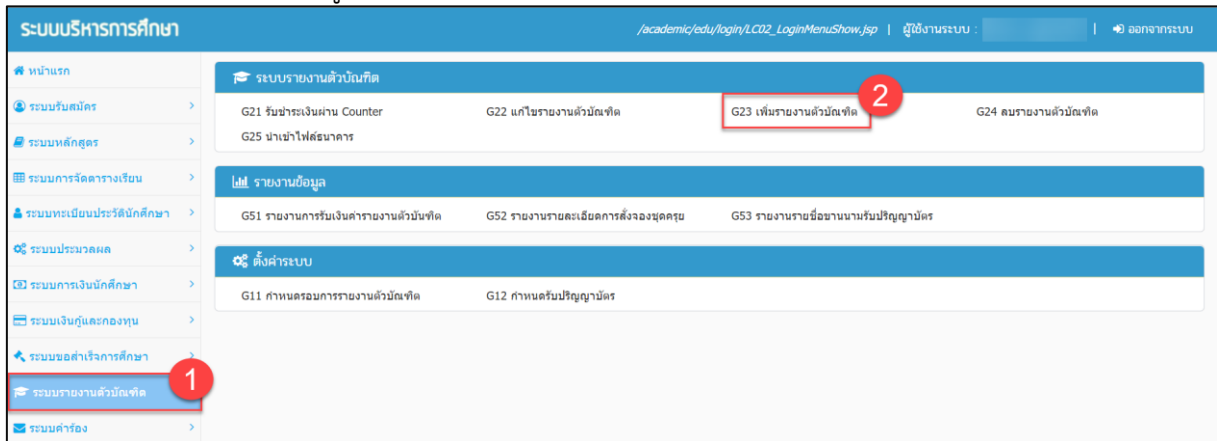 ระบบบริหารการศึกษา
/academic/edu/login/LC02_LoginMenuShow.jsp | ผู้ใช้งานระบบ : | ออกจากระบบ
หน้าแรก
ระบบรับสมัคร
ระบบหลักสูตร
ระบบการจัดตารางเรียน
ระบบทะเบียนประวัตินักศึกษา
ระบบประมวลผล
ระบบการเงินนักศึกษา
ระบบเงินกู้และกองทุน
ระบบขอสำเร็จการศึกษา
ระบบรายงานตัวบัณฑิต
1
ระบบคำร้อง
ระบบรายงานตัวบัณฑิต
G21 รับชำระเงินผ่าน Counter
G22 แก้ไขรายงานตัวบัณฑิต
G23 เพิ่มรายงานตัวบัณฑิต
2
G24 ลบรายงานตัวบัณฑิต
G25 นำเข้าไฟล์ธนาคาร
รายงานข้อมูล
G51 รายงานการรับเงินค่ารายงานตัวบัณฑิต
G52 รายงานรายละเอียดการสั่งจองชุดครุย
G53 รายงานรายชื่อขานนามรับปริญญาบัตร
ตั้งค่าระบบ
G11 กำหนดรอบการรายงานตัวบัณฑิต
G12 กำหนดรับปริญญาบัตร